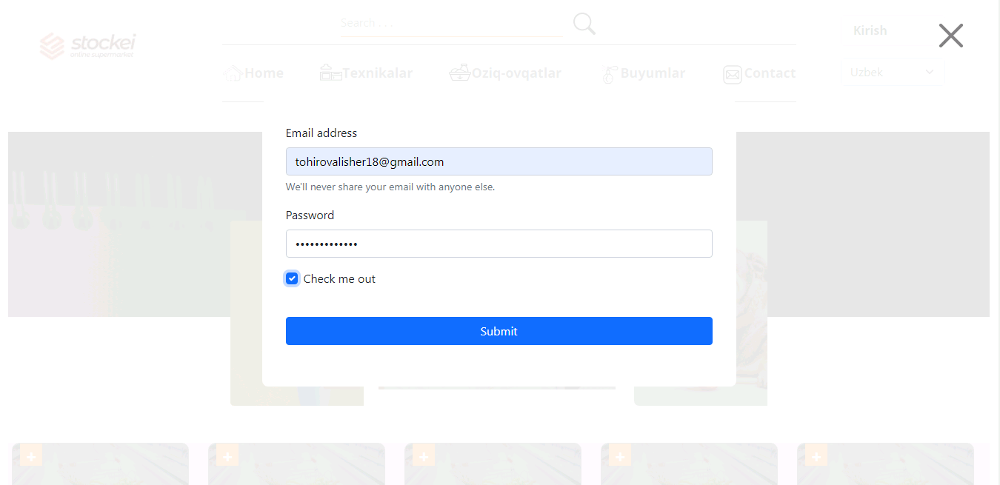 Search . . .
Kirish
stockei
online supermarket
Home
Texnikalar
Oziq-ovqatlar
Buyumlar
Contact
Uzbek
Email address
tohirovalisher18@gmail.com
We'll never share your email with anyone else.
Password
•••••••••••••
Check me out
Submit